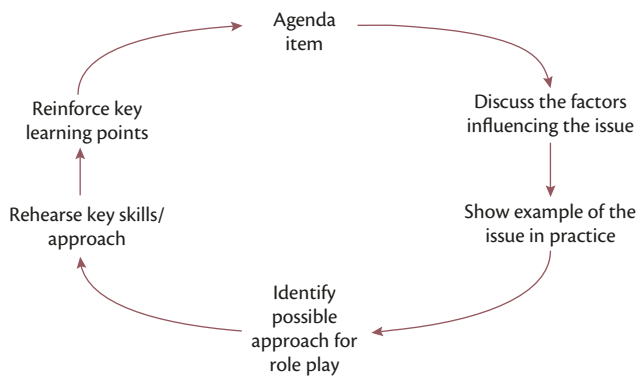 Agenda
item
Discuss the factors
influencing the issue
Show example of the
issue in practice
Identify
possible
approach for
role play
Rehearse key skills/
approach
Reinforce key
learning points